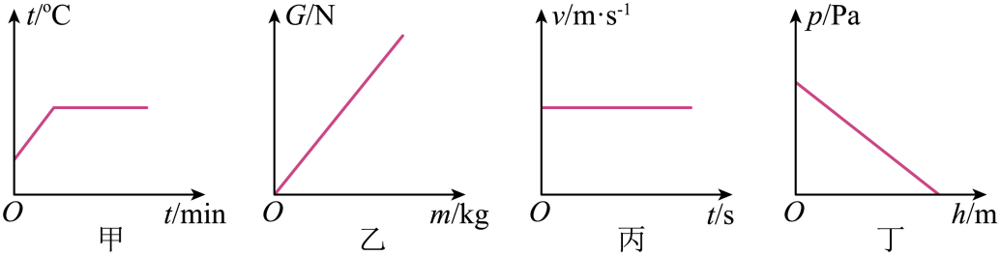 t/°C
O
t/min
甲
G/N
O
m/kg
乙
v/m·s⁻¹
O
t/s
丙
p/Pa
O
h/m
丁